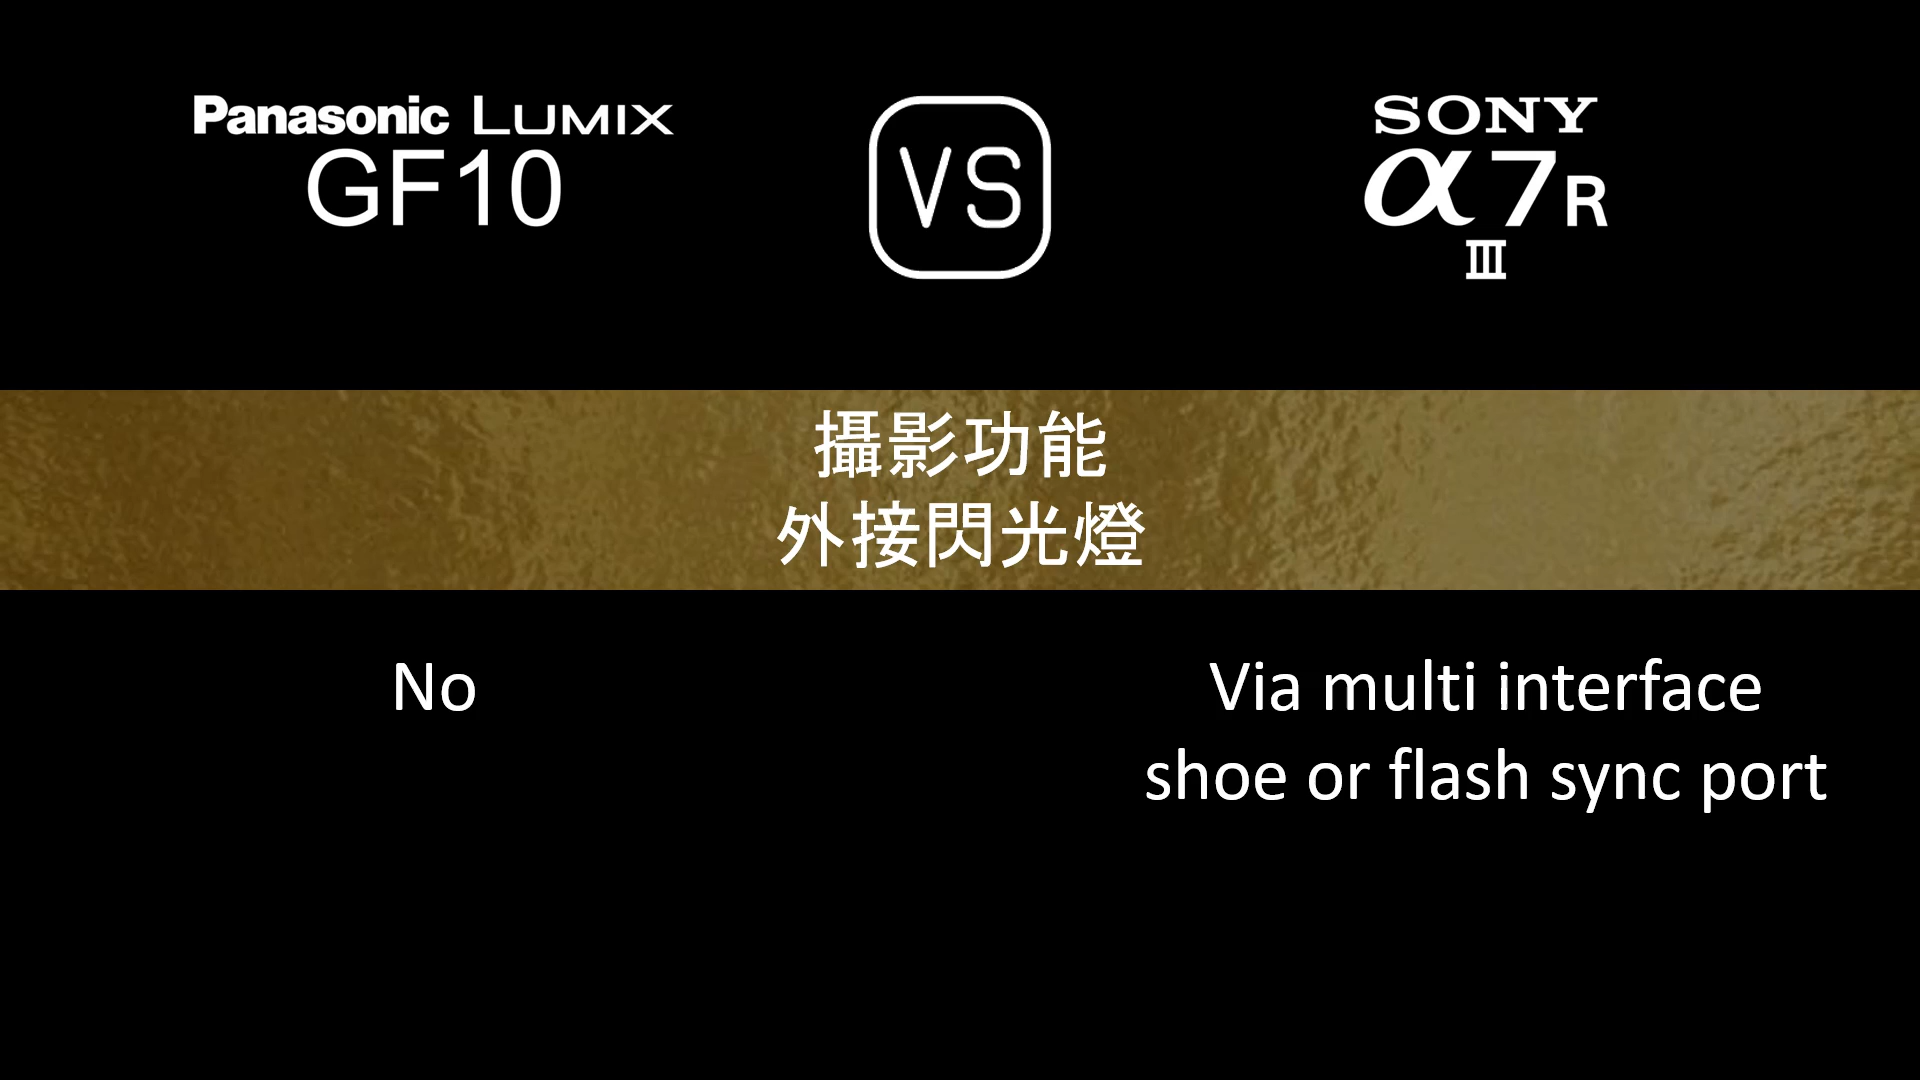 Panasonic LUMIX
GF10
VS
SONY
α7R
III
攝影功能
外接閃光燈
No
Via multi interface
shoe or flash sync port